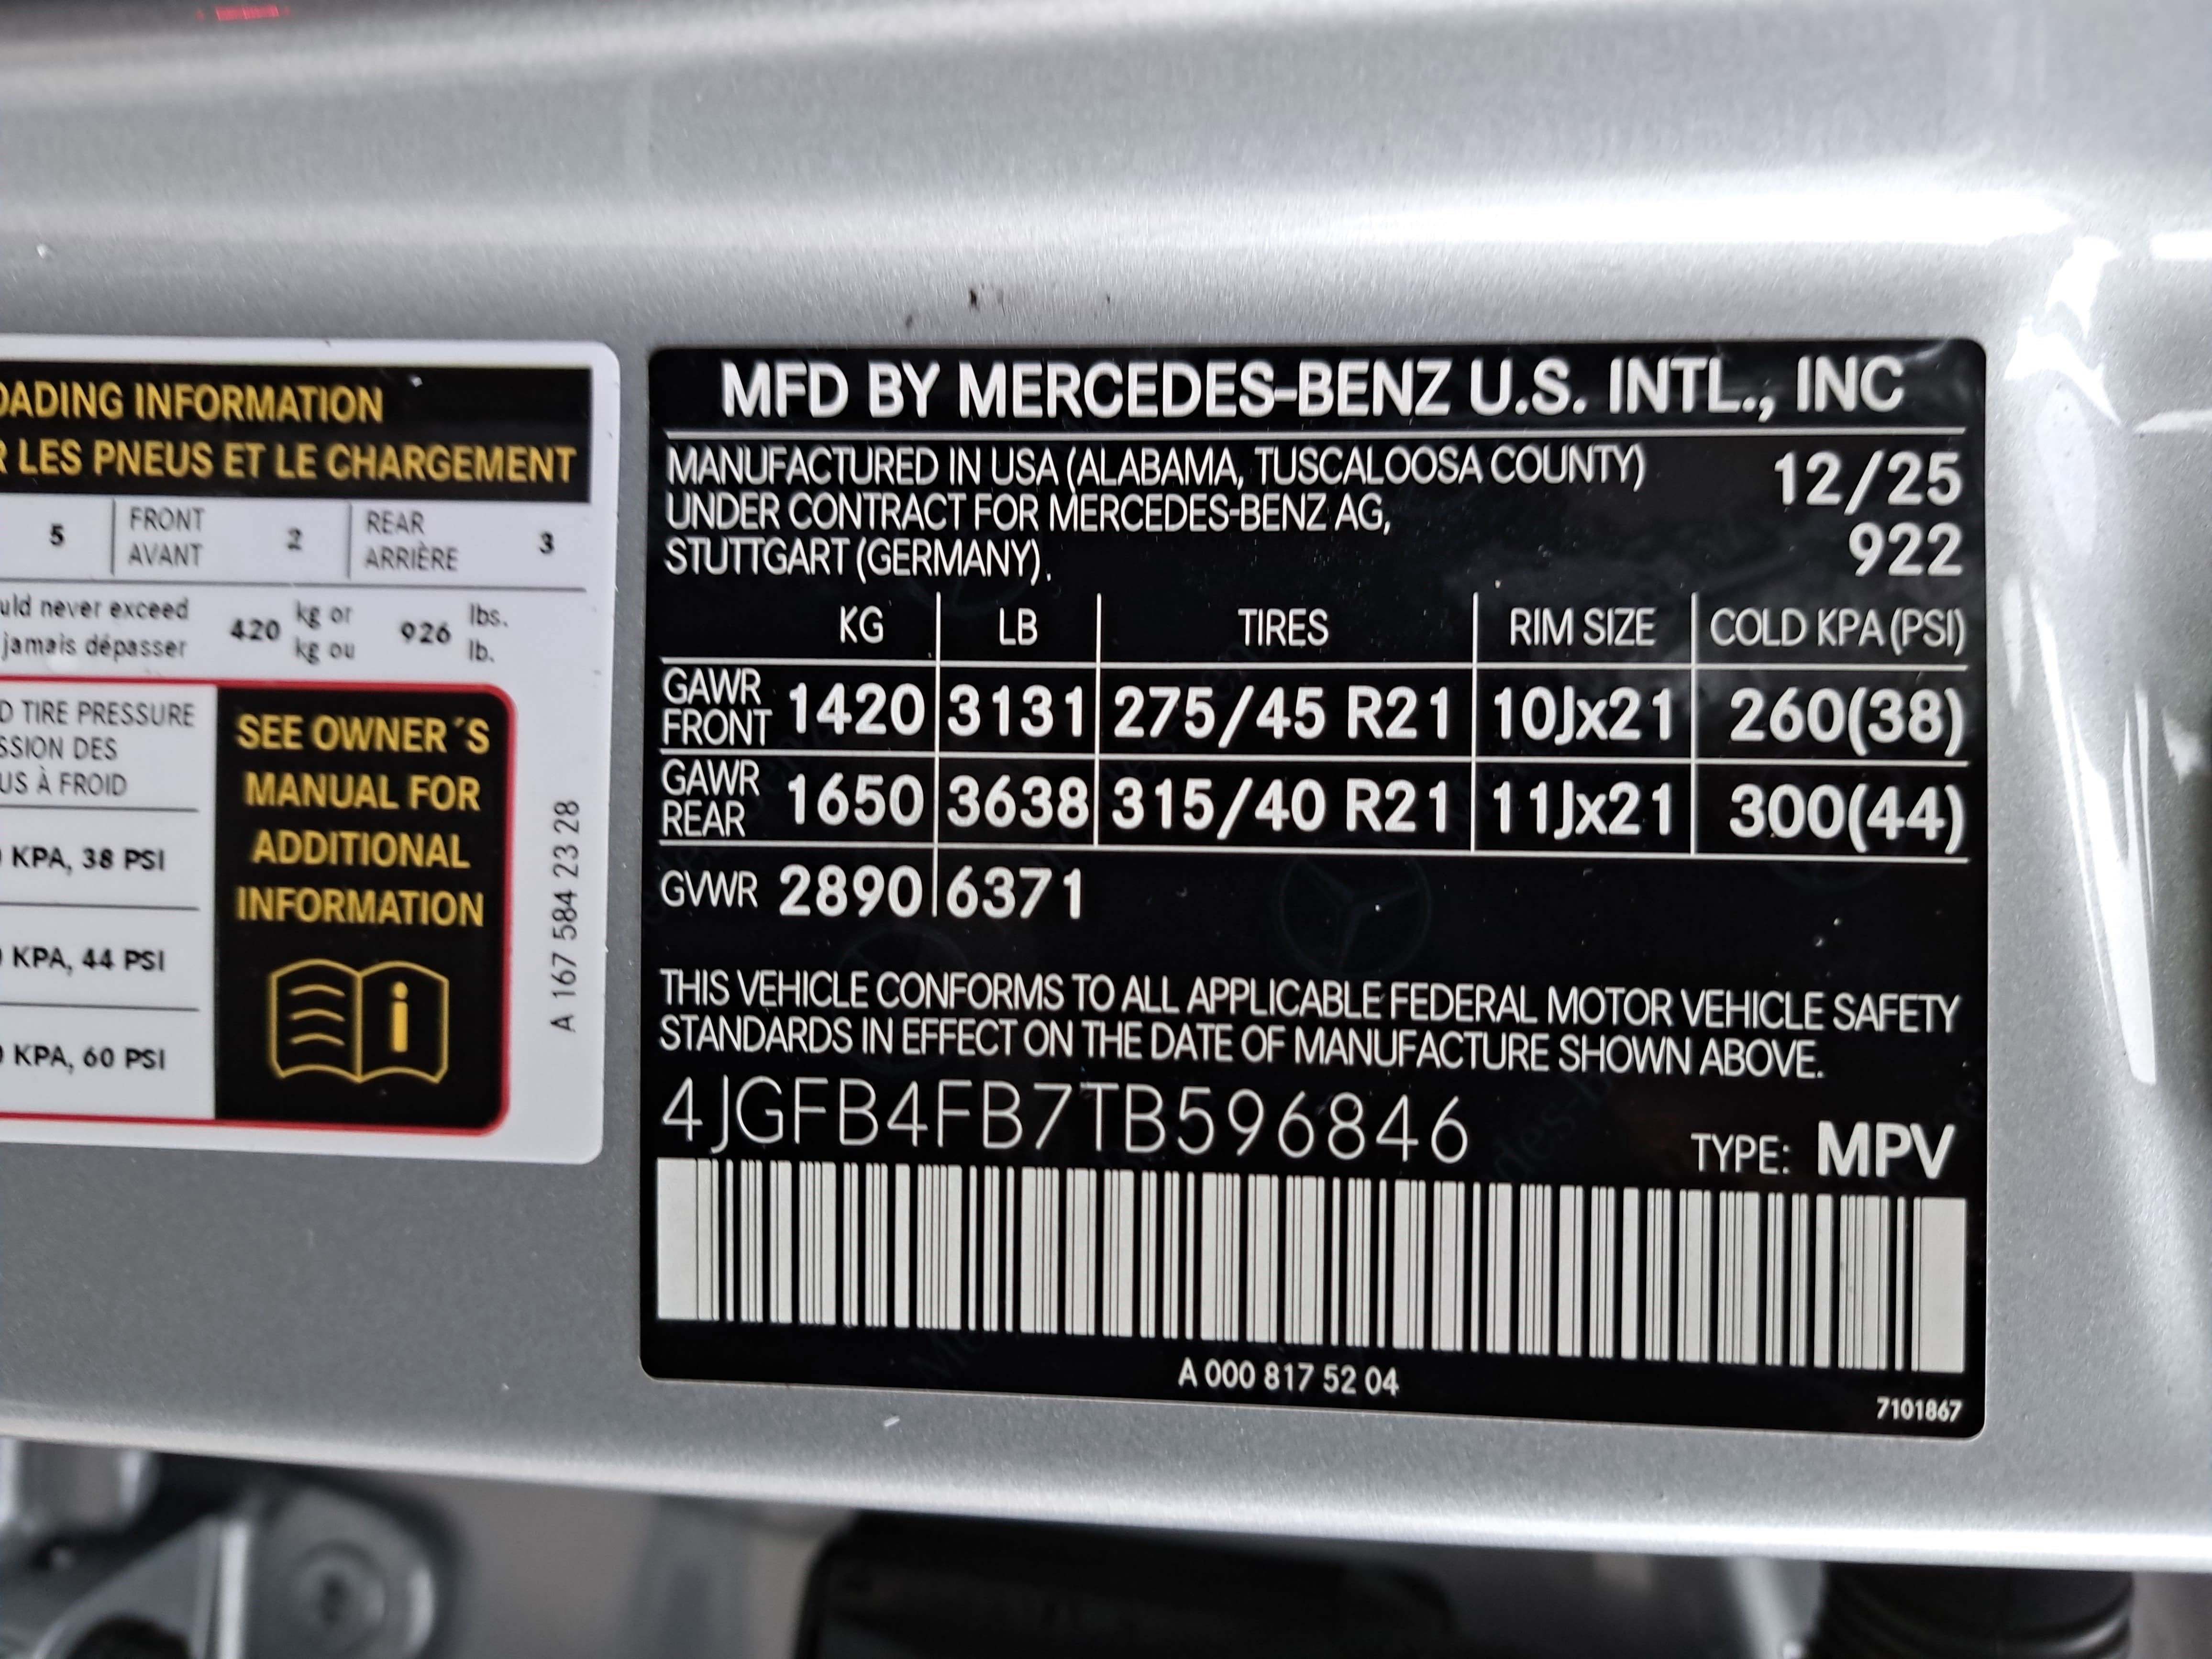 OADING INFORMATION
R LES PNEUS ET LE CHARGEMENT
5 FRONT AVANT 2 REAR ARRIÈRE 3
uld never exceed 420 kg or 926 lbs.
jamais dépasser kg ou lb.
D TIRE PRESSURE
SSION DES
US À FROID
KPA, 38 PSI
KPA, 44 PSI
KPA, 60 PSI
SEE OWNER´S
MANUAL FOR
ADDITIONAL
INFORMATION
A 167 584 23 28
MFD BY MERCEDES-BENZ U.S. INTL., INC
MANUFACTURED IN USA (ALABAMA, TUSCALOOSA COUNTY) 12/25
UNDER CONTRACT FOR MERCEDES-BENZ AG,
STUTTGART (GERMANY). 922
KG LB TIRES RIM SIZE COLD KPA (PSI)
GAWR FRONT 1420 3131 275/45 R21 10Jx21 260(38)
GAWR REAR 1650 3638 315/40 R21 11Jx21 300(44)
GVWR 2890 6371
THIS VEHICLE CONFORMS TO ALL APPLICABLE FEDERAL MOTOR VEHICLE SAFETY
STANDARDS IN EFFECT ON THE DATE OF MANUFACTURE SHOWN ABOVE.
4JGFB4FB7TB596846
TYPE: MPV
A 000 817 52 04
7101867